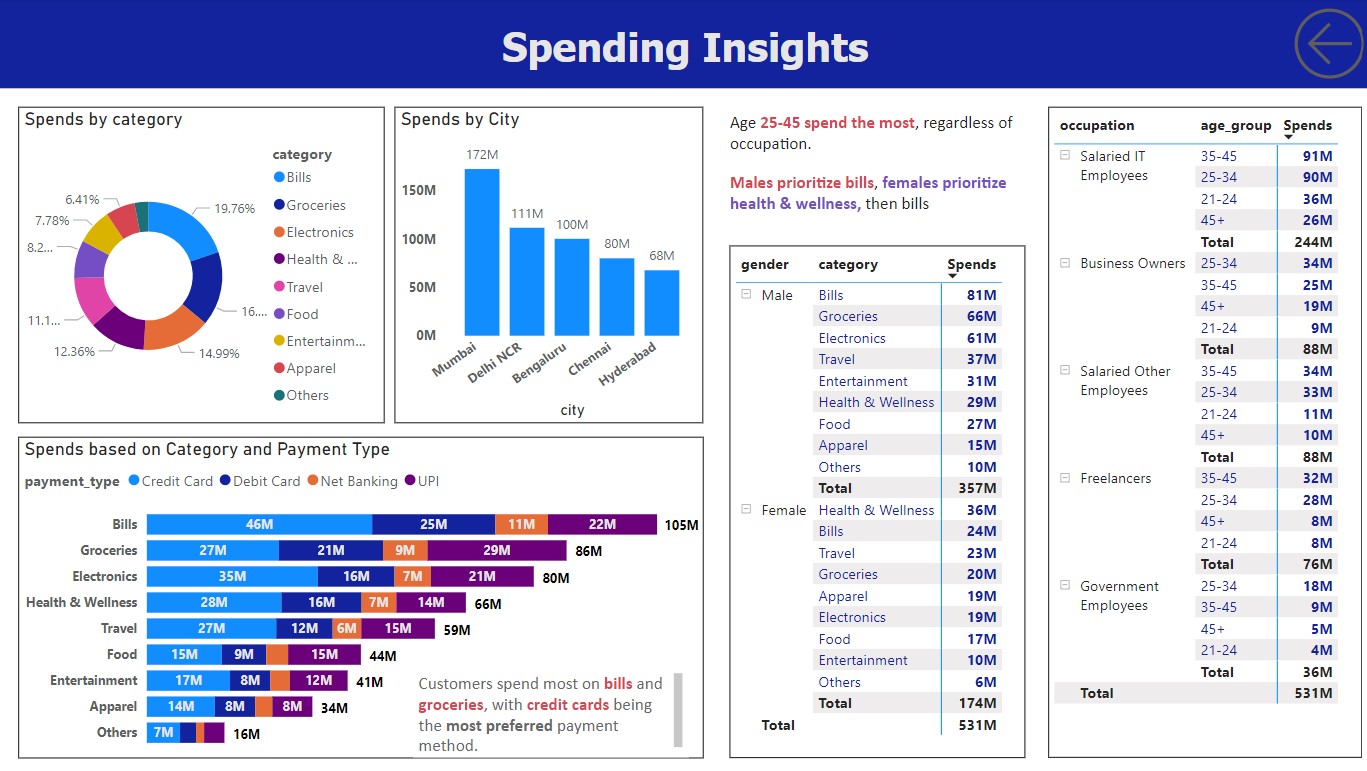 Spending Insights
Spends by category
category
Bills
Groceries
Electronics
Health & ...
Travel
Food
Entertainm...
Apparel
Others
19.76%
16....
14.99%
12.36%
11.1...
8.2...
7.78%
6.41%
Spends by City
150M
100M
50M
0M
172M
111M
100M
80M
68M
Mumbai
Delhi NCR
Bengaluru
Chennai
Hyderabad
city
Spends based on Category and Payment Type
payment_type Credit Card Debit Card Net Banking UPI
Bills 46M 25M 11M 22M 105M
Groceries 27M 21M 9M 29M 86M
Electronics 35M 16M 7M 21M 80M
Health & Wellness 28M 16M 7M 14M 66M
Travel 27M 12M 6M 15M 59M
Food 15M 9M 15M 44M
Entertainment 17M 8M 12M 41M
Apparel 14M 8M 8M 34M
Others 7M 16M
Customers spend most on bills and
groceries, with credit cards being
the most preferred payment
method.
Age 25-45 spend the most, regardless of
occupation.
Males prioritize bills, females prioritize
health & wellness, then bills
gender category Spends
Male Bills 81M
Groceries 66M
Electronics 61M
Travel 37M
Entertainment 31M
Health & Wellness 29M
Food 27M
Apparel 15M
Others 10M
Total 357M
Female Health & Wellness 36M
Bills 24M
Travel 23M
Groceries 20M
Apparel 19M
Electronics 19M
Food 17M
Entertainment 10M
Others 6M
Total 174M
Total 531M
occupation age_group Spends
Salaried IT 35-45 91M
Employees 25-34 90M
21-24 36M
45+ 26M
Total 244M
Business Owners 25-34 34M
35-45 25M
45+ 19M
21-24 9M
Total 88M
Salaried Other 35-45 34M
Employees 25-34 33M
21-24 11M
45+ 10M
Total 88M
Freelancers 35-45 32M
25-34 28M
45+ 8M
21-24 8M
Total 76M
Government 25-34 18M
Employees 35-45 9M
45+ 5M
21-24 4M
Total 36M
Total 531M